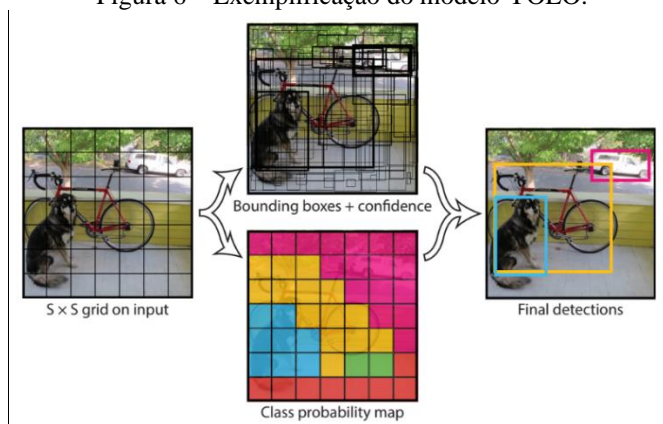 Figura 6 – Exemplificação do modelo YOLO.
Bounding boxes + confidence
S × S grid on input
Final detections
Class probability map